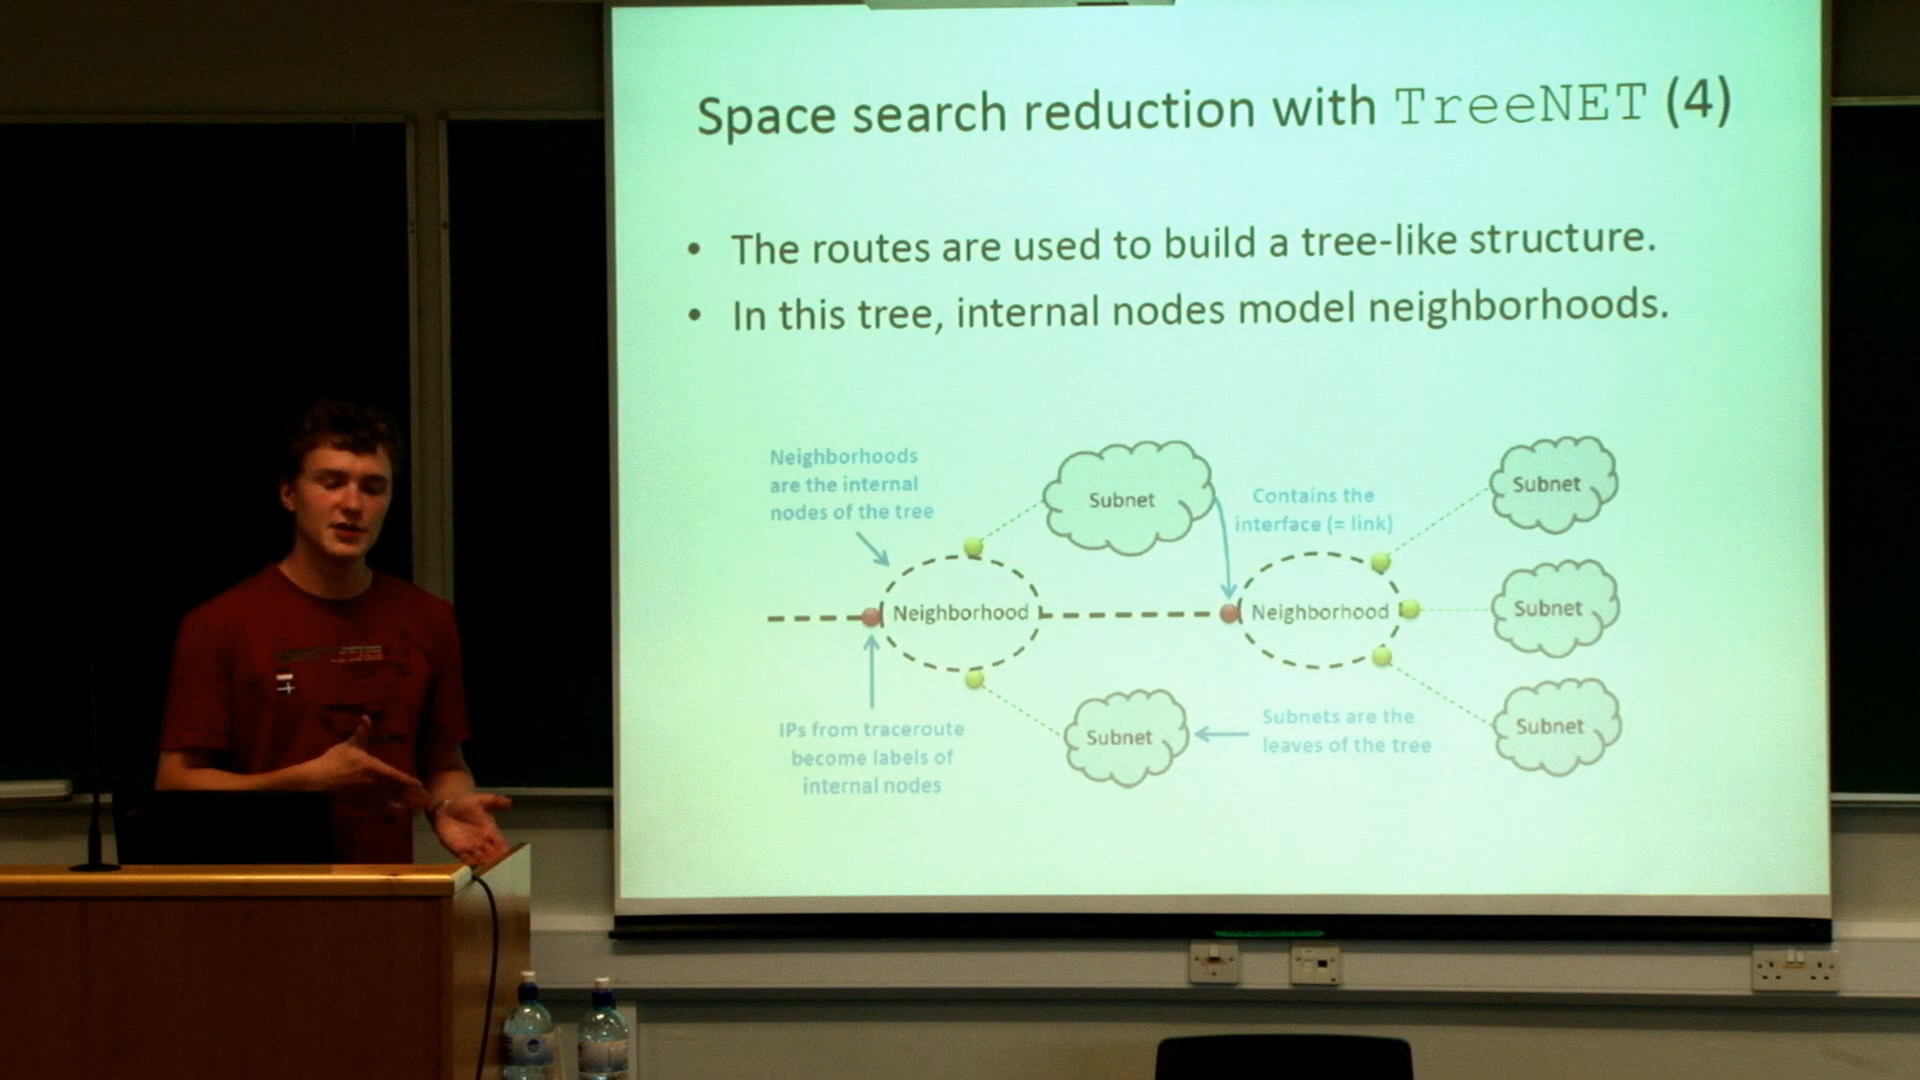 Space search reduction with TreeNET (4)
• The routes are used to build a tree-like structure.
• In this tree, internal nodes model neighborhoods.
Neighborhoods
are the internal
nodes of the tree
Subnet
Contains the
interface (= link)
Subnet
Neighborhood
Neighborhood
Subnet
IPs from traceroute
become labels of
internal nodes
Subnet
Subnets are the
leaves of the tree
Subnet